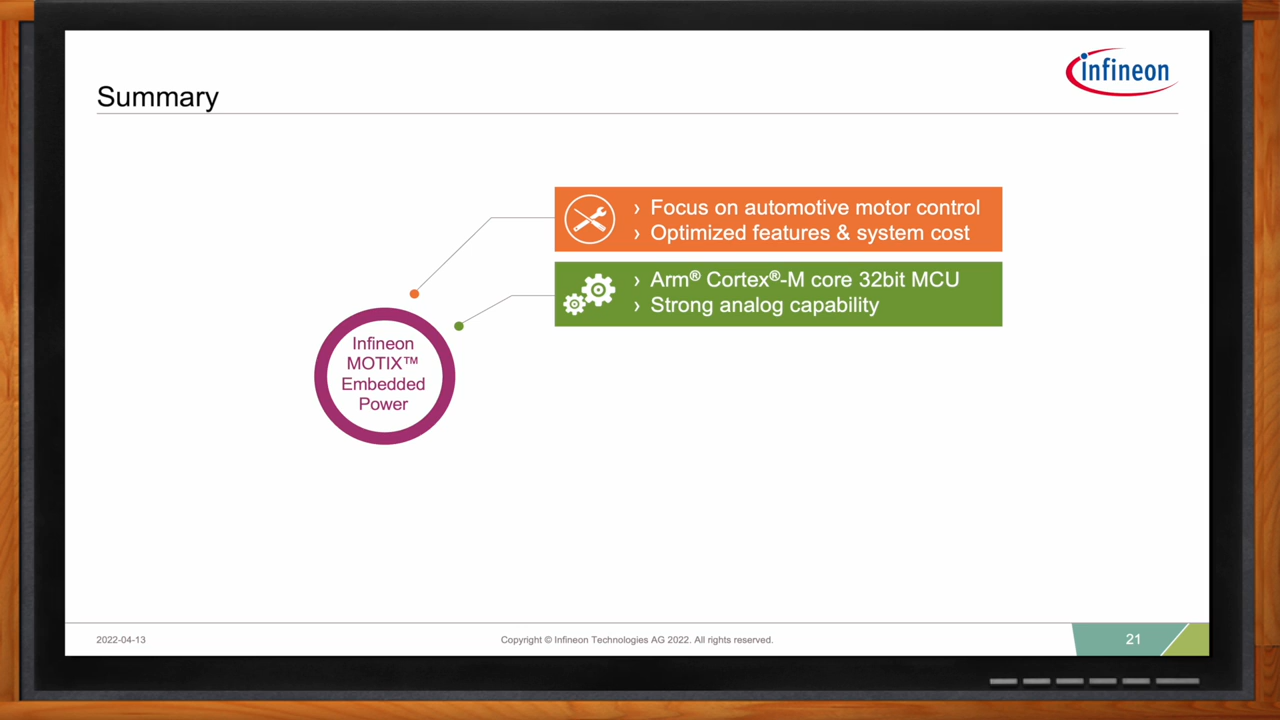 infineon
Summary
› Focus on automotive motor control
› Optimized features & system cost
› Arm® Cortex®-M core 32bit MCU
› Strong analog capability
Infineon
MOTIX™
Embedded
Power
2022-04-13
Copyright © Infineon Technologies AG 2022. All rights reserved.
21